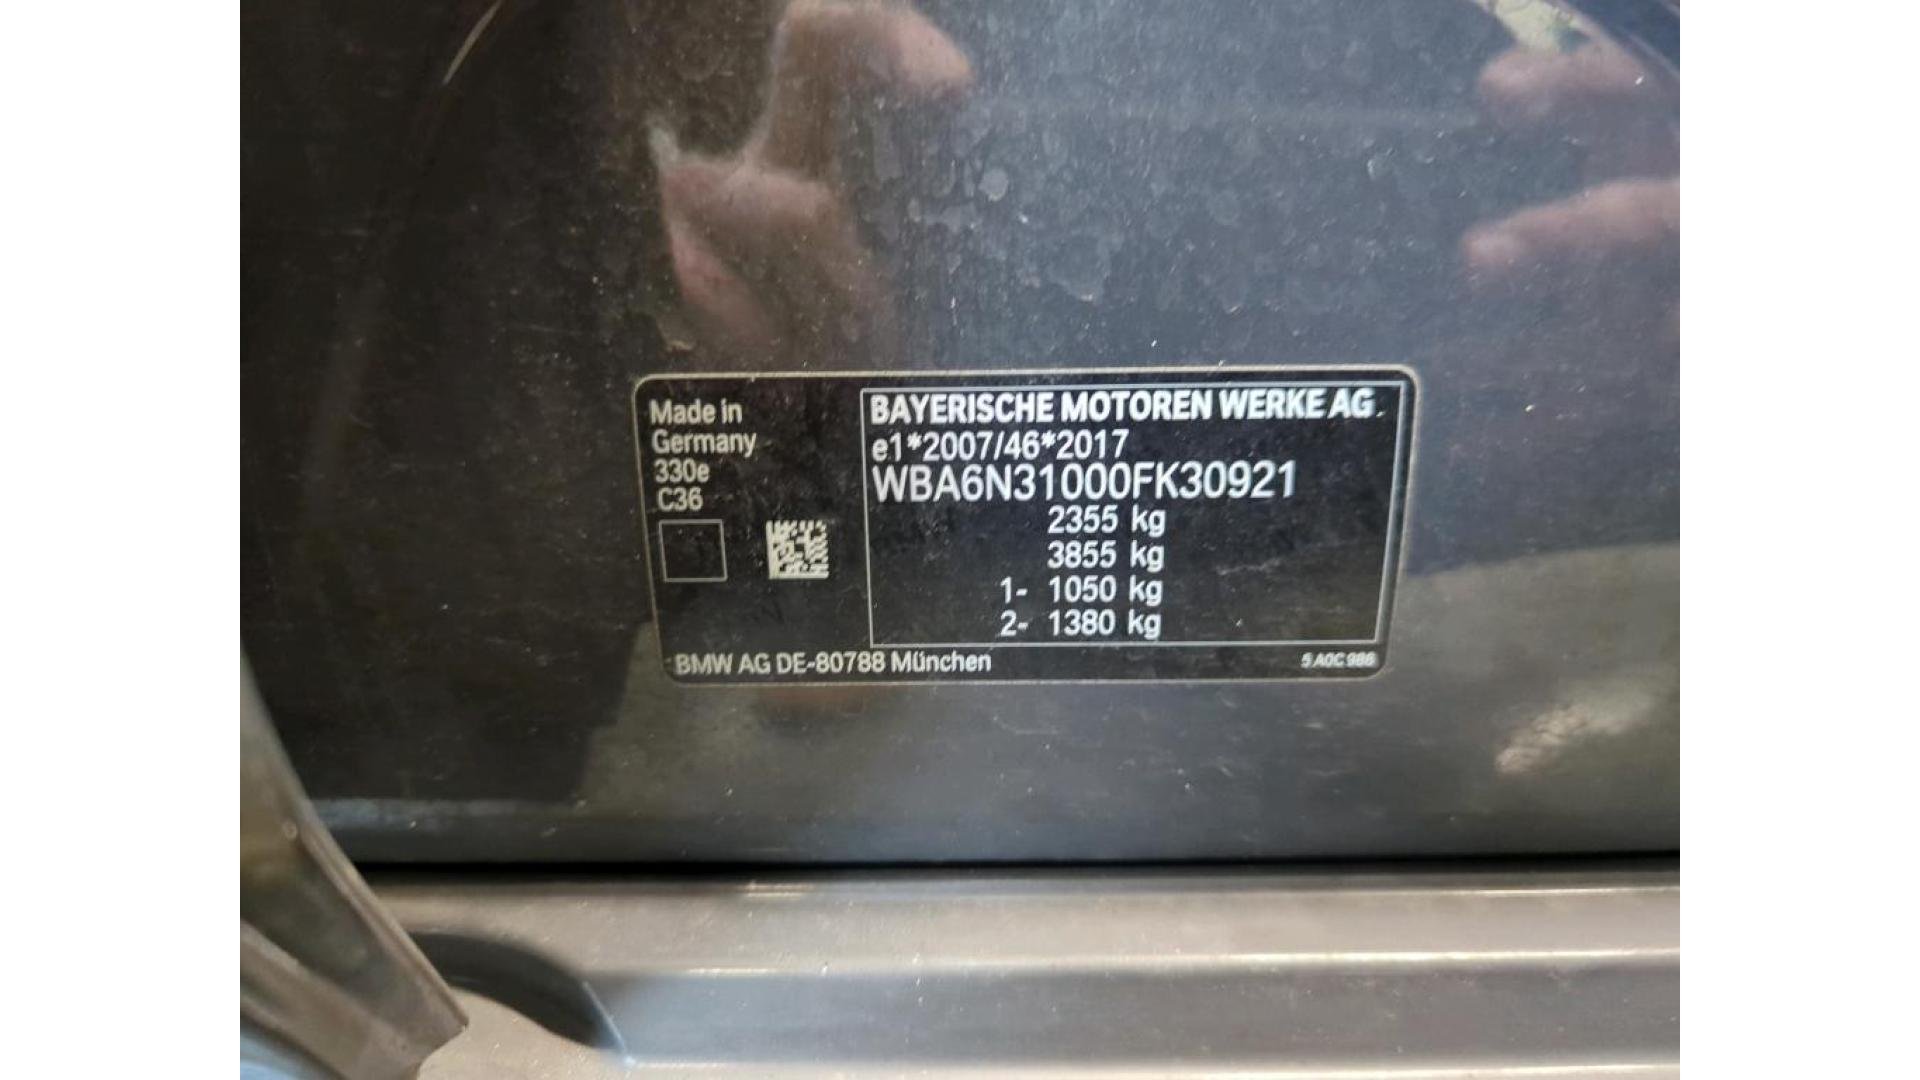 Made in
Germany
330e
C36
BAYERISCHE MOTOREN WERKE AG
e1*2007/46*2017
WBA6N31000FK30921
2355 kg
3855 kg
1- 1050 kg
2- 1380 kg
BMW AG DE-80788 München
5 A0C 986